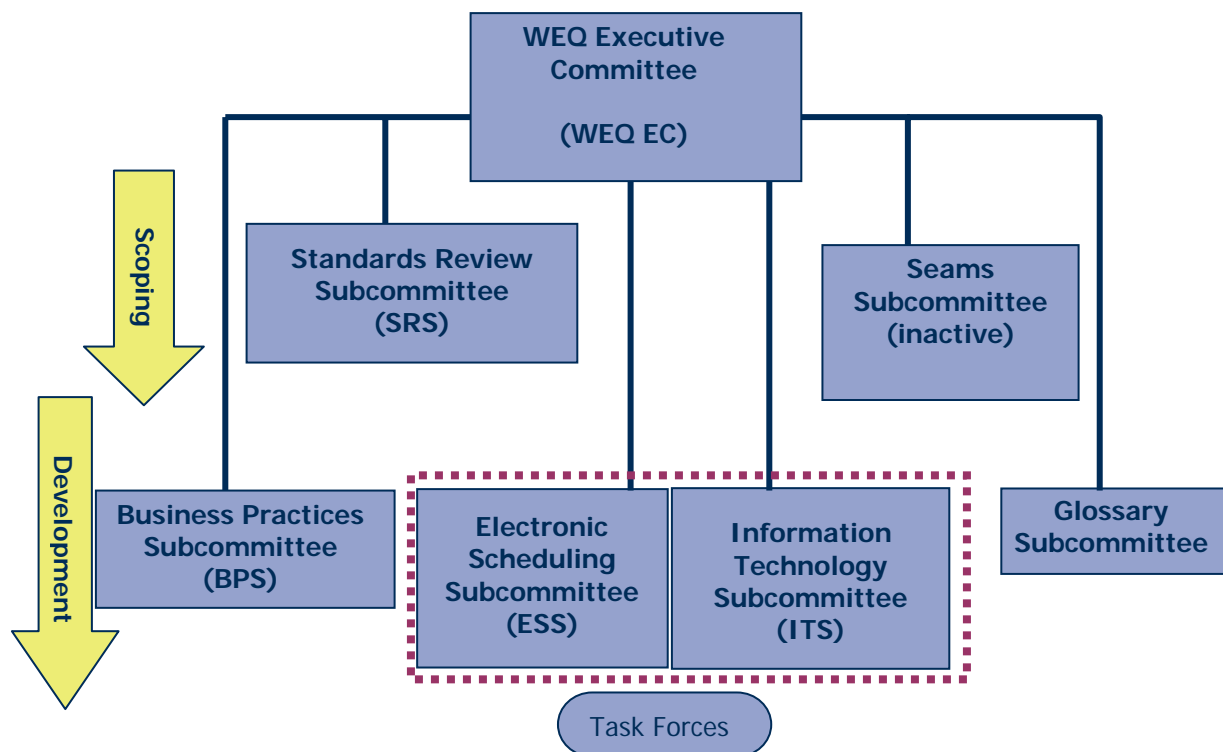 WEQ Executive
Committee
(WEQ EC)
Scoping
Standards Review
Subcommittee
(SRS)
Seams
Subcommittee
(inactive)
Development
Business Practices
Subcommittee
(BPS)
Electronic
Scheduling
Subcommittee
(ESS)
Information
Technology
Subcommittee
(ITS)
Glossary
Subcommittee
Task Forces